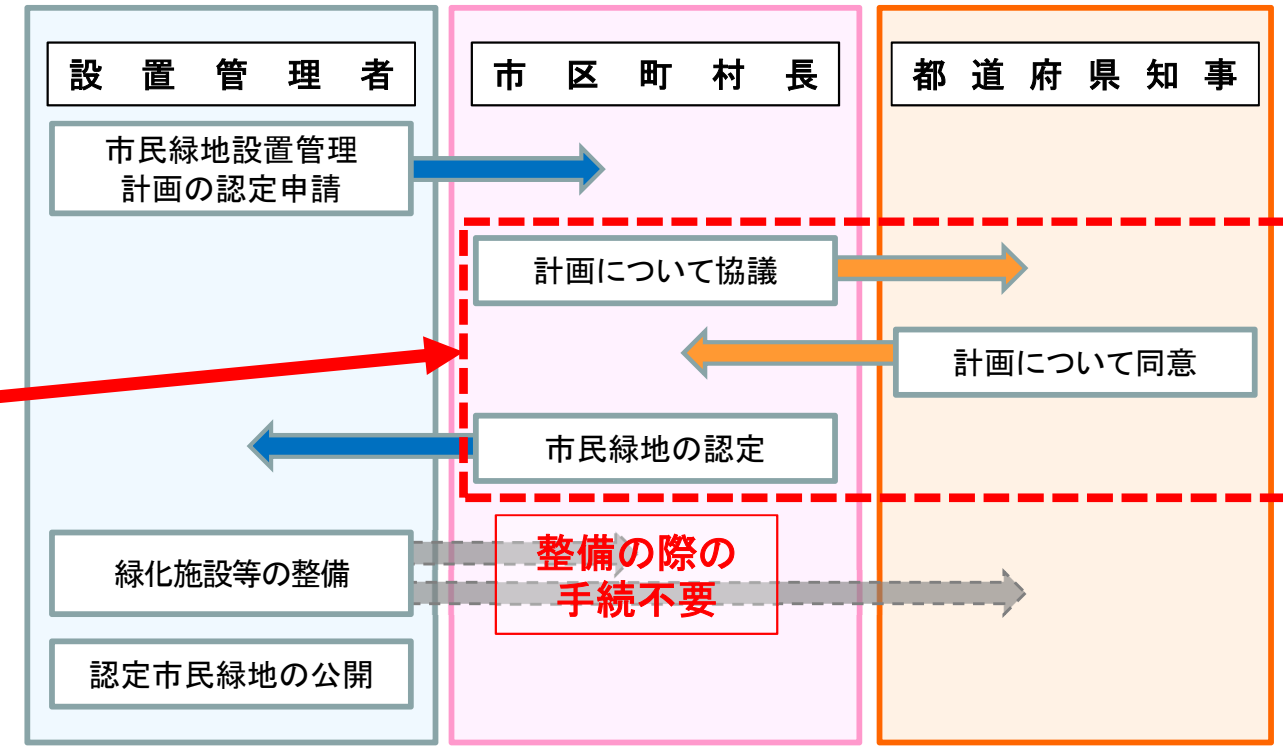 設置管理者
市区町村長
都道府県知事
市民緑地設置管理
計画の認定申請
計画について協議
計画について同意
市民緑地の認定
緑化施設等の整備
整備の際の
手続不要
認定市民緑地の公開